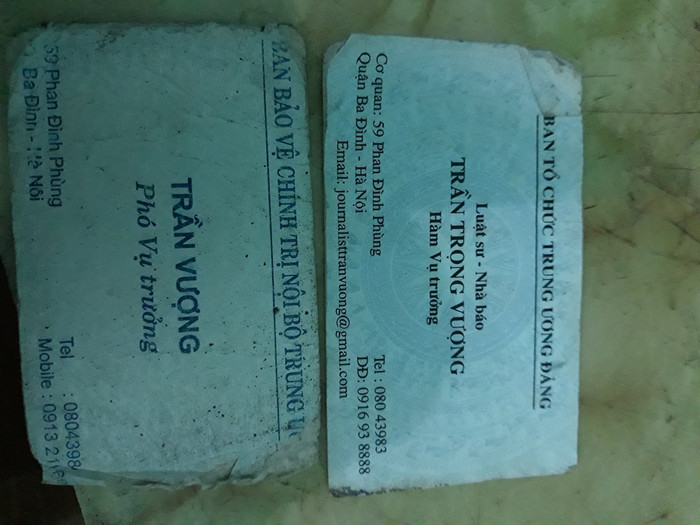 BAN BẢO VỆ CHÍNH TRỊ NỘI BỘ TRUNG Ư
TRẦN VƯỢNG
Phó Vụ trưởng
59 Phan Đình Phùng
Ba Đình - Hà Nội
Tel : 0804398
Mobile : 0913 2
BAN TỔ CHỨC TRUNG ƯƠNG ĐẢNG
Luật sư - Nhà báo
TRẦN TRỌNG VƯỢNG
Hàm Vụ trưởng
Cơ quan: 59 Phan Đình Phùng
Quận Ba Đình - Hà Nội
Email: journalisttranvuong@gmail.com
Tel : 080 43983
DĐ: 0916 93 8888